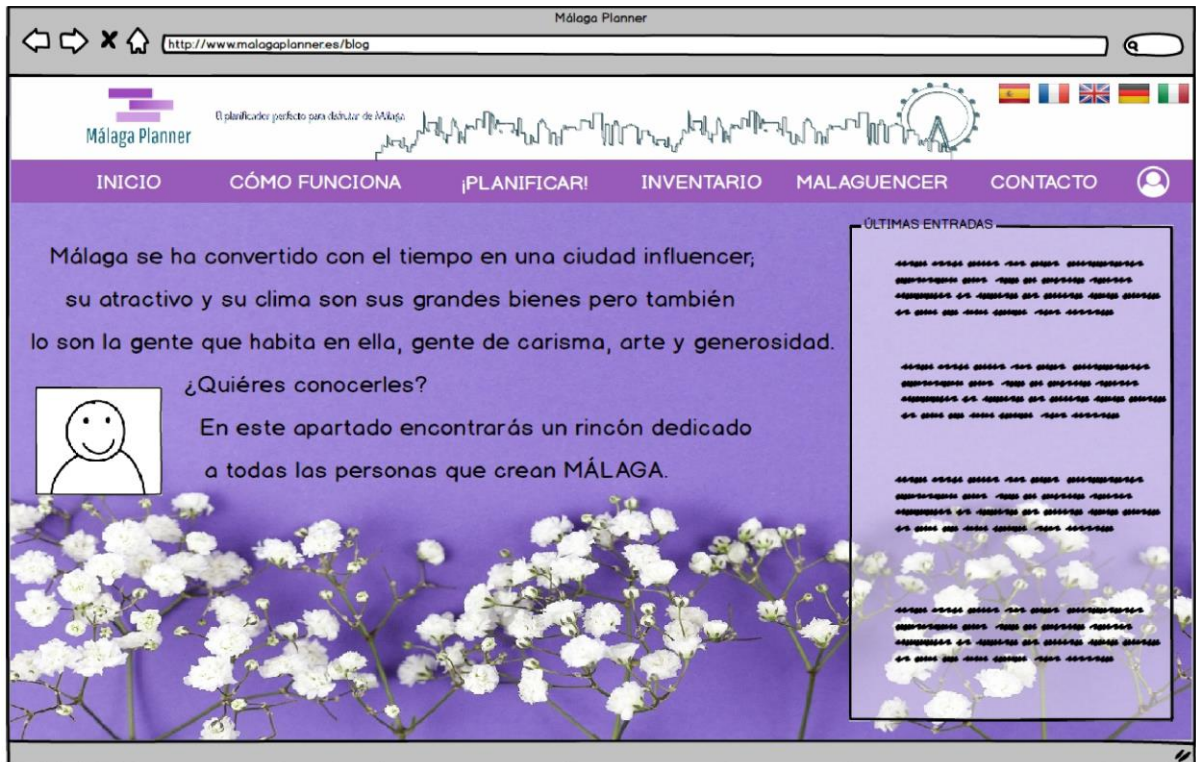 Málaga Planner
http://www.malagaplanner.es/blog
Málaga Planner
El planificador perfecto para disfrutar de Málaga
INICIO CÓMO FUNCIONA ¡PLANIFICAR! INVENTARIO MALAGUENCER CONTACTO
Málaga se ha convertido con el tiempo en una ciudad influencer;
su atractivo y su clima son sus grandes bienes pero también
lo son la gente que habita en ella, gente de carisma, arte y generosidad.
¿Quiéres conocerles?
En este apartado encontrarás un rincón dedicado
a todas las personas que crean MÁLAGA.
ÚLTIMAS ENTRADAS